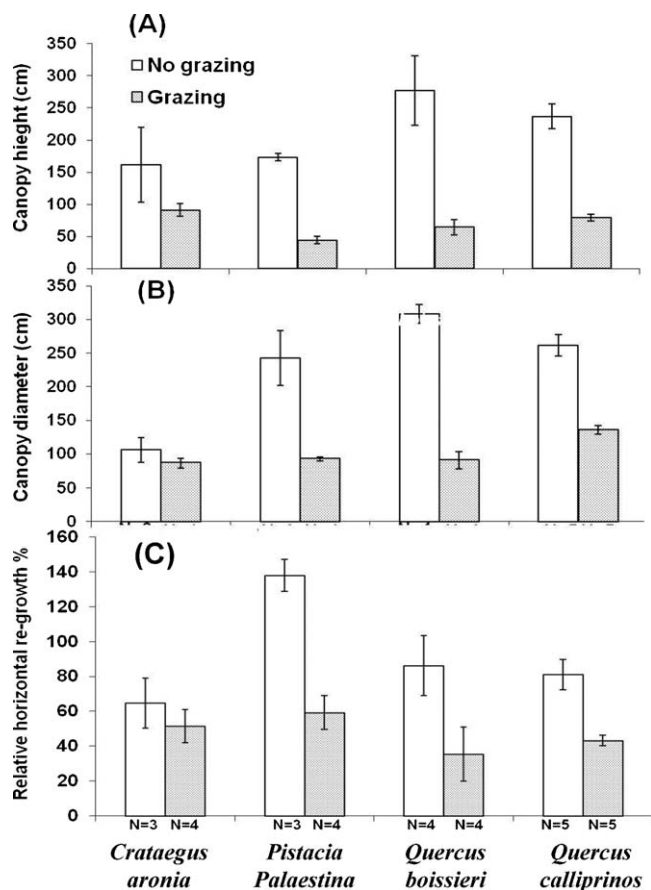 (A)
No grazing
Grazing
Canopy hieght (cm)
350
300
250
200
150
100
50
0
(B)
Canopy diameter (cm)
350
300
250
200
150
100
50
0
(C)
Relative horizontal re-growth %
160
140
120
100
80
60
40
20
0
N=3 N=4 N=3 N=4 N=4 N=4 N=5 N=5
Crataegus aronia
Pistacia Palaestina
Quercus boissieri
Quercus calliprinos